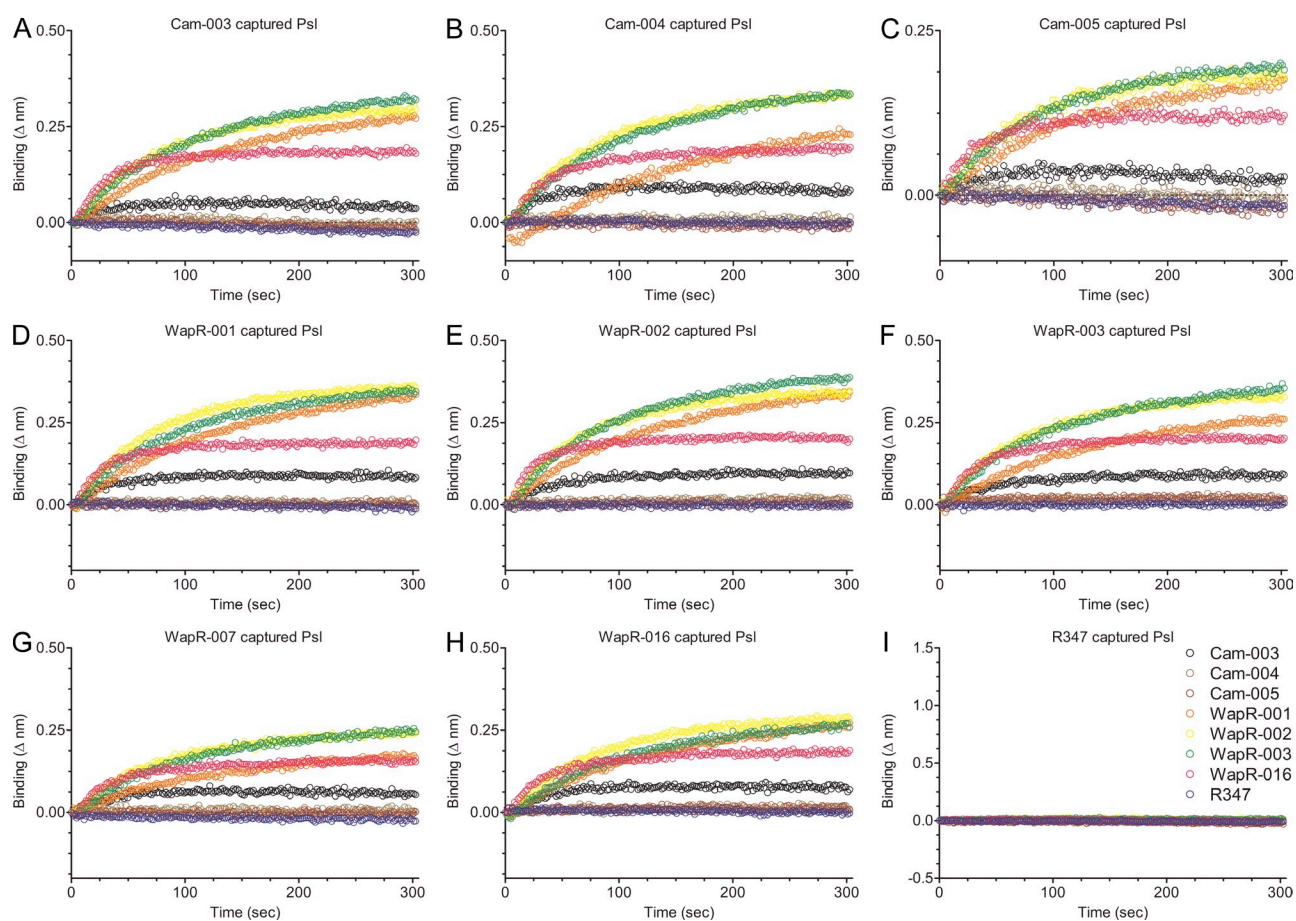 A
Cam-003 captured Psl
0.50
0.25
0.00
Binding (Δ nm)
0
100
200
300
Time (sec)
B
Cam-004 captured Psl
0.50
0.25
0.00
Binding (Δ nm)
0
100
200
300
Time (sec)
C
Cam-005 captured Psl
0.25
0.00
Binding (Δ nm)
0
100
200
300
Time (sec)
D
WapR-001 captured Psl
0.50
0.25
0.00
Binding (Δ nm)
0
100
200
300
Time (sec)
E
WapR-002 captured Psl
0.50
0.25
0.00
Binding (Δ nm)
0
100
200
300
Time (sec)
F
WapR-003 captured Psl
0.50
0.25
0.00
Binding (Δ nm)
0
100
200
300
Time (sec)
G
WapR-007 captured Psl
0.50
0.25
0.00
Binding (Δ nm)
0
100
200
300
Time (sec)
H
WapR-016 captured Psl
0.50
0.25
0.00
Binding (Δ nm)
0
100
200
300
Time (sec)
I
R347 captured Psl
1.5
1.0
0.5
0.0
-0.5
Binding (Δ nm)
0
100
200
300
Time (sec)
Cam-003
Cam-004
Cam-005
WapR-001
WapR-002
WapR-003
WapR-016
R347